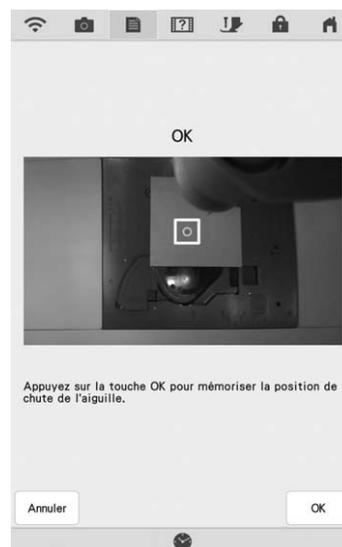 OK
Appuyez sur la touche OK pour mémoriser la position de
chute de l'aiguille.
Annuler
OK